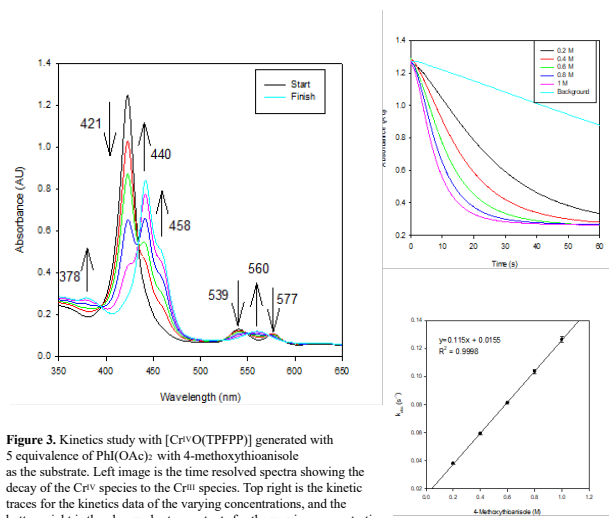 Start
Finish
421
440
458
378
539
560
577
1.4
1.2
1.0
0.8
0.6
0.4
0.2
0.0
Absorbance (AU)
350 400 450 500 550 600 650
Wavelength (nm)
0.2 M
0.4 M
0.6 M
0.8 M
1 M
Background
1.4
1.2
1.0
0.8
0.6
0.4
0.2
0 10 20 30 40 50 60
Time (s)
y=0.115x + 0.0155
R² = 0.9998
0.14
0.12
0.10
0.08
0.06
0.04
0.02
0.00
kobs (s⁻¹)
0.0 0.2 0.4 0.6 0.8 1.0 1.2
4-Methoxythioanisole (M)
Figure 3. Kinetics study with [CrᴵⱽO(TPFPP)] generated with
5 equivalence of PhI(OAc)₂ with 4-methoxythioanisole
as the substrate. Left image is the time resolved spectra showing the
decay of the Crᴵⱽ species to the Crᴵᴵᴵ species. Top right is the kinetic
traces for the kinetics data of the varying concentrations, and the